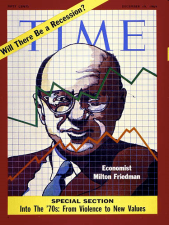 Will There Be a Recession?
TIME
Economist
Milton Friedman
SPECIAL SECTION
Into The '70s: From Violence to New Values